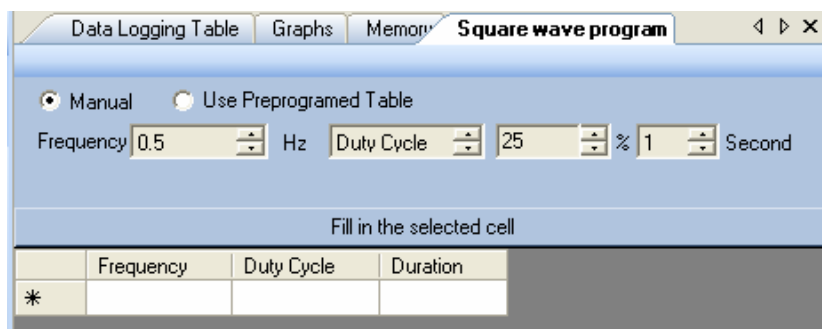 Data Logging Table Graphs Memory Square wave program
Manual Use Preprogramed Table
Frequency 0.5 Hz Duty Cycle 25 % 1 Second
Fill in the selected cell
Frequency Duty Cycle Duration